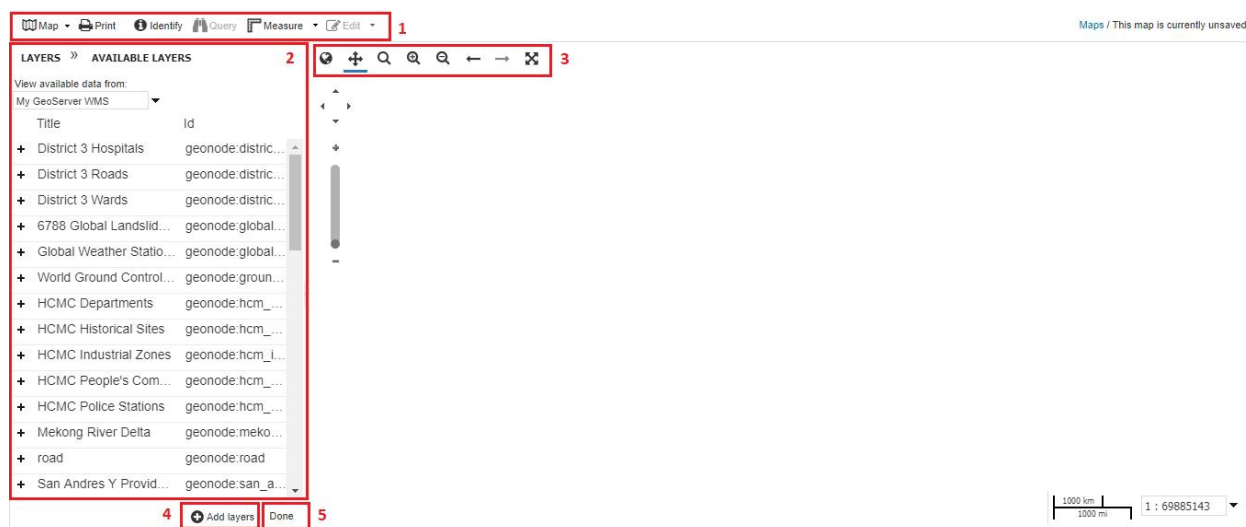 Map Print Identify Query Measure Edit 1
Maps / This map is currently unsaved
LAYERS » AVAILABLE LAYERS 2
3
View available data from:
My GeoServer WMS
Title Id
+ District 3 Hospitals geonode:distric...
+ District 3 Roads geonode:distric...
+ District 3 Wards geonode:distric...
+ 6788 Global Landslid... geonode:global...
+ Global Weather Statio... geonode:global...
+ World Ground Control... geonode:groun...
+ HCMC Departments geonode:hcm_...
+ HCMC Historical Sites geonode:hcm_...
+ HCMC Industrial Zones geonode:hcm_i...
+ HCMC People's Com... geonode:hcm_...
+ HCMC Police Stations geonode:hcm_...
+ Mekong River Delta geonode:meko...
+ road geonode:road
+ San Andres Y Provid... geonode:san_a...
4 Add layers Done 5
1000 km
1000 mi
1 : 69885143